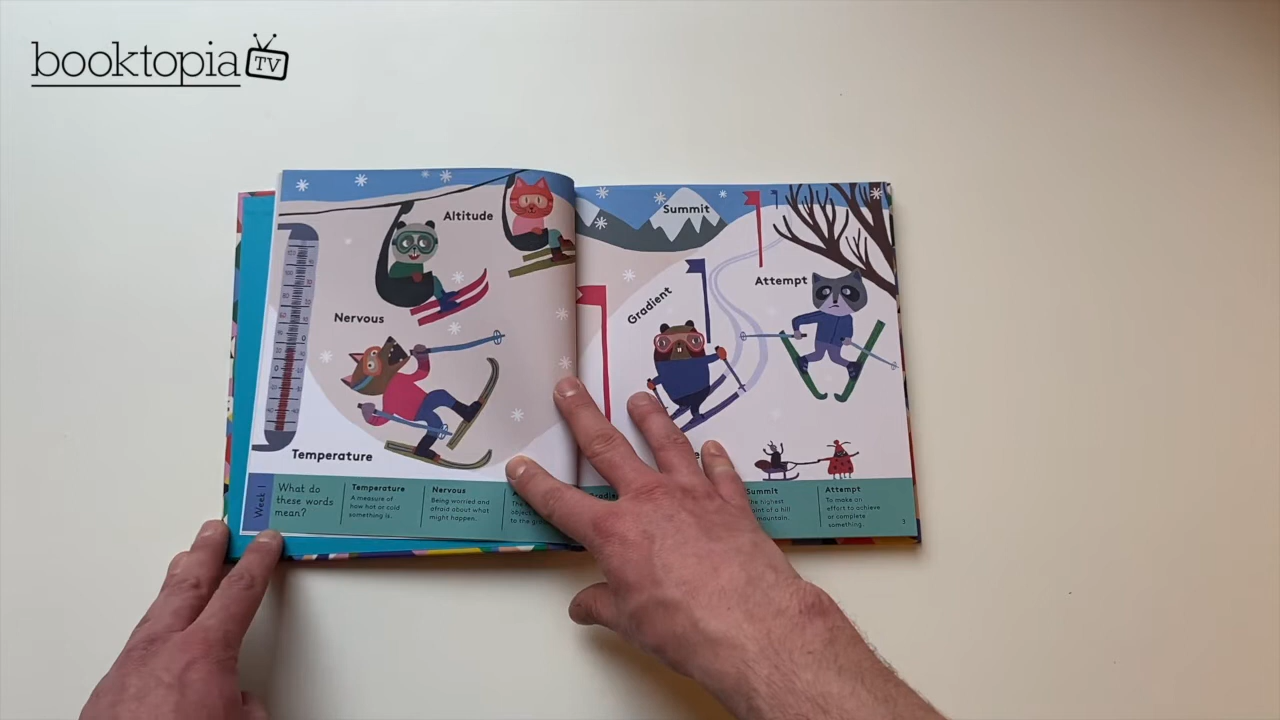 booktopia TV
Altitude
Summit
Attempt
Gradient
Nervous
Temperature
Week 1
What do
these words
mean?
Temperature
A measure of
how hot or cold
something is.
Nervous
Being worried and
afraid about what
might happen.
to the
Summit
highest
of a hill
mountain.
Attempt
To make an
effort to achieve
or complete
something.
3